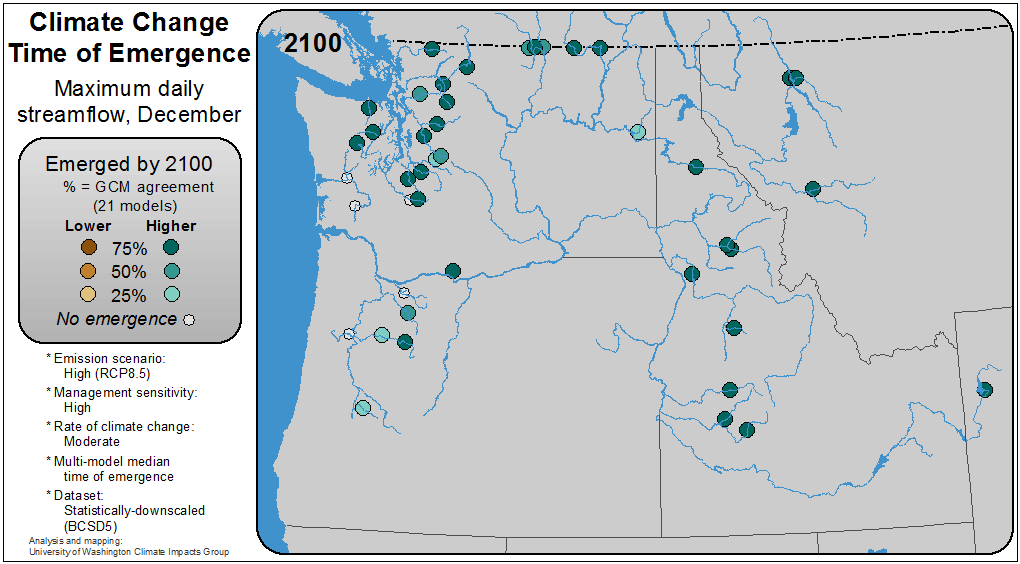 Climate Change
Time of Emergence
Maximum daily
streamflow, December
Emerged by 2100
% = GCM agreement
(21 models)
Lower Higher
75%
50%
25%
No emergence
* Emission scenario:
High (RCP8.5)
* Management sensitivity:
High
* Rate of climate change:
Moderate
* Multi-model median
time of emergence
* Dataset:
Statistically-downscaled
(BCSD5)
Analysis and mapping:
University of Washington Climate Impacts Group
2100